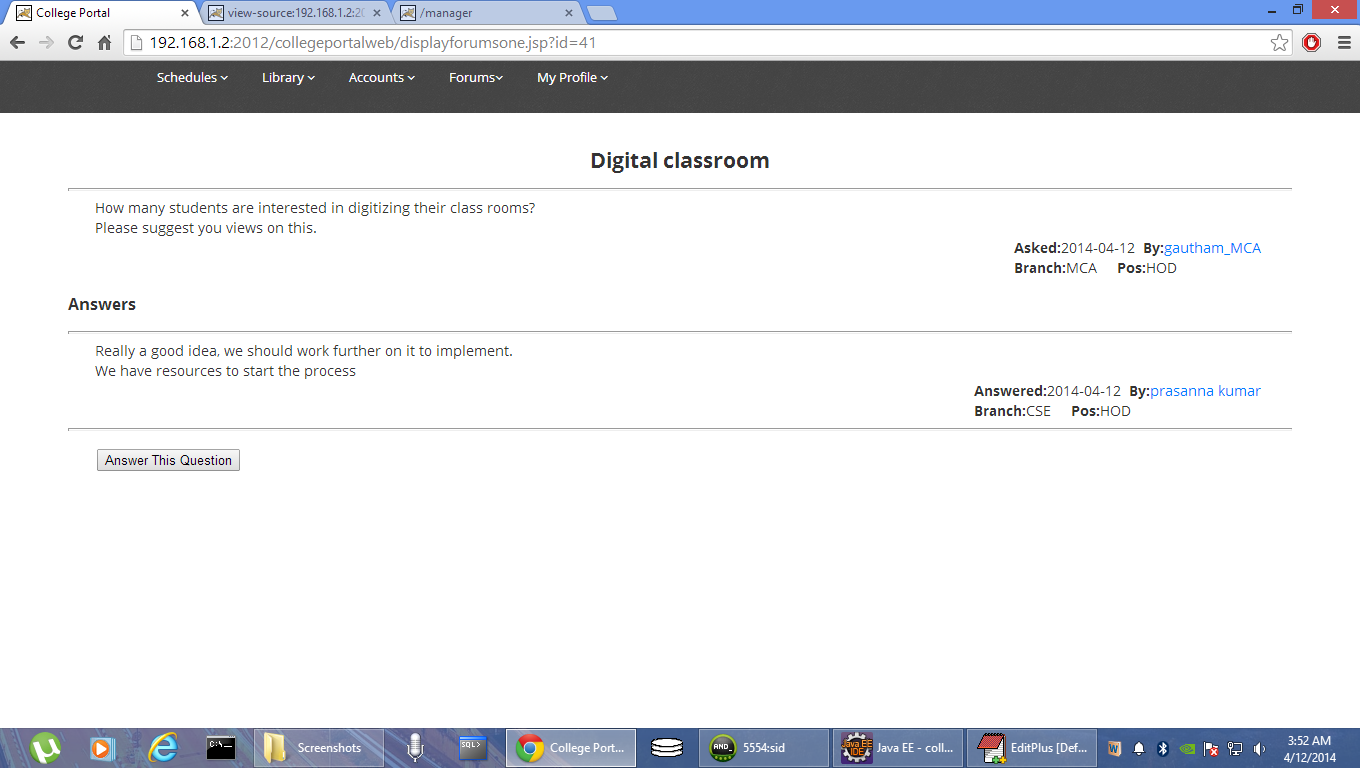 College Portal
view-source:192.168.1.2:20
/manager
192.168.1.2:2012/collegeportalweb/displayforumsone.jsp?id=41
Schedules Library Accounts Forums My Profile
Digital classroom
How many students are interested in digitizing their class rooms?
Please suggest you views on this.
Asked:2014-04-12 By:gautham_MCA
Branch:MCA Pos:HOD
Answers
Really a good idea, we should work further on it to implement.
We have resources to start the process
Answered:2014-04-12 By:prasanna kumar
Branch:CSE Pos:HOD
Answer This Question
C:\_
Screenshots
SQL>
College Port...
AND_
5554:sid
Java EE IDE
Java EE - coll...
EditPlus [Def...
W
3:52 AM
4/12/2014